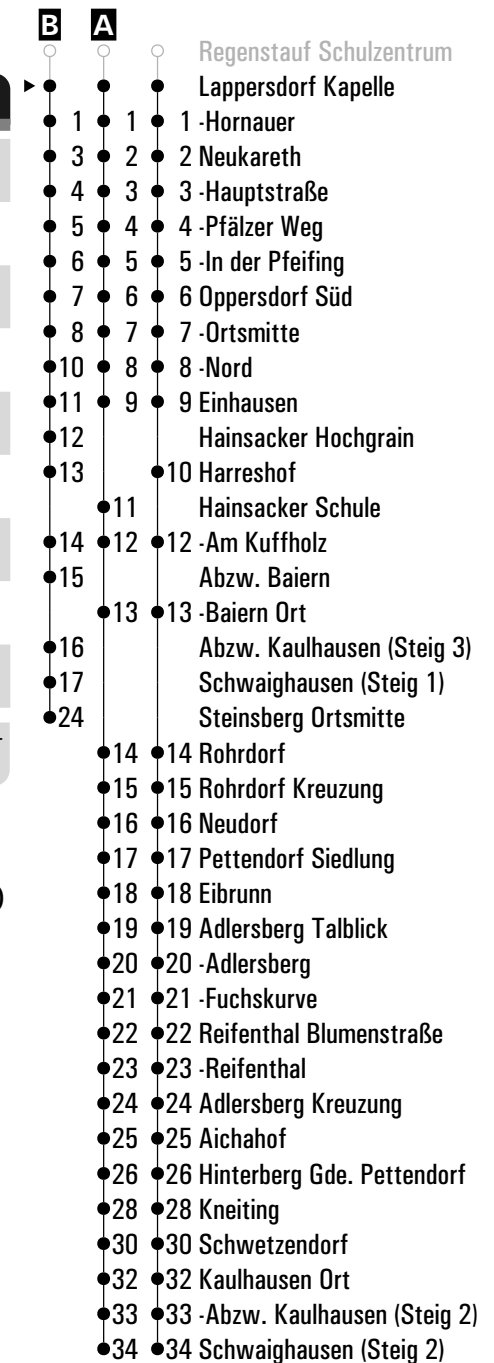 B A
Regenstauf Schulzentrum
Lappersdorf Kapelle
1 1 1 -Hornauer
3 2 2 Neukareth
4 3 3 -Hauptstraße
5 4 4 -Pfälzer Weg
6 5 5 -In der Pfeifing
7 6 6 Oppersdorf Süd
8 7 7 -Ortsmitte
10 8 8 -Nord
11 9 9 Einhausen
12 Hainsacker Hochgrain
13 10 Harreshof
11 Hainsacker Schule
14 12 12 -Am Kuffholz
15 Abzw. Baiern
13 13 -Baiern Ort
16 Abzw. Kaulhausen (Steig 3)
17 Schwaighausen (Steig 1)
24 Steinsberg Ortsmitte
14 14 Rohrdorf
15 15 Rohrdorf Kreuzung
16 16 Neudorf
17 17 Pettendorf Siedlung
18 18 Eibrunn
19 19 Adlersberg Talblick
20 20 -Adlersberg
21 21 -Fuchskurve
22 22 Reifenthal Blumenstraße
23 23 -Reifenthal
24 24 Adlersberg Kreuzung
25 25 Aichahof
26 26 Hinterberg Gde. Pettendorf
28 28 Kneiting
30 30 Schwetzendorf
32 32 Kaulhausen Ort
33 33 -Abzw. Kaulhausen (Steig 2)
34 34 Schwaighausen (Steig 2)